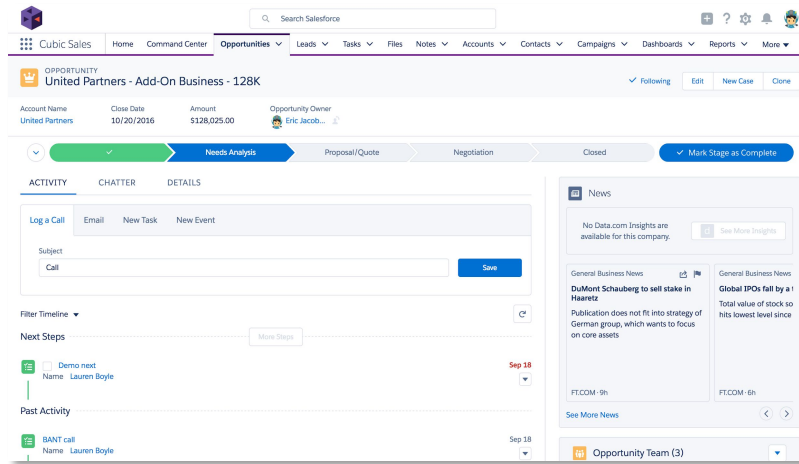 Search Salesforce
Cubic Sales
Home
Command Center
Opportunities
Leads
Tasks
Files
Notes
Accounts
Contacts
Campaigns
Dashboards
Reports
More
OPPORTUNITY
United Partners - Add-On Business - 128K
Following
Edit
New Case
Clone
Account Name
Close Date
Amount
Opportunity Owner
United Partners
10/20/2016
$128,025.00
Eric Jacob...
Needs Analysis
Proposal/Quote
Negotiation
Closed
Mark Stage as Complete
ACTIVITY
CHATTER
DETAILS
Log a Call
Email
New Task
New Event
Subject
Call
Save
Filter Timeline
Next Steps
More Steps
Demo next
Sep 18
Name Lauren Boyle
Past Activity
BANT call
Sep 18
Name Lauren Boyle
News
No Data.com Insights are
available for this company.
See More Insights
General Business News
DuMont Schauberg to sell stake in
Haaretz
Publication does not fit into strategy of
German group, which wants to focus
on core assets
FT.COM · 9h
General Business News
Global IPOs fall by a t
Total value of stock so
hits lowest level since
FT.COM · 6h
See More News
Opportunity Team (3)